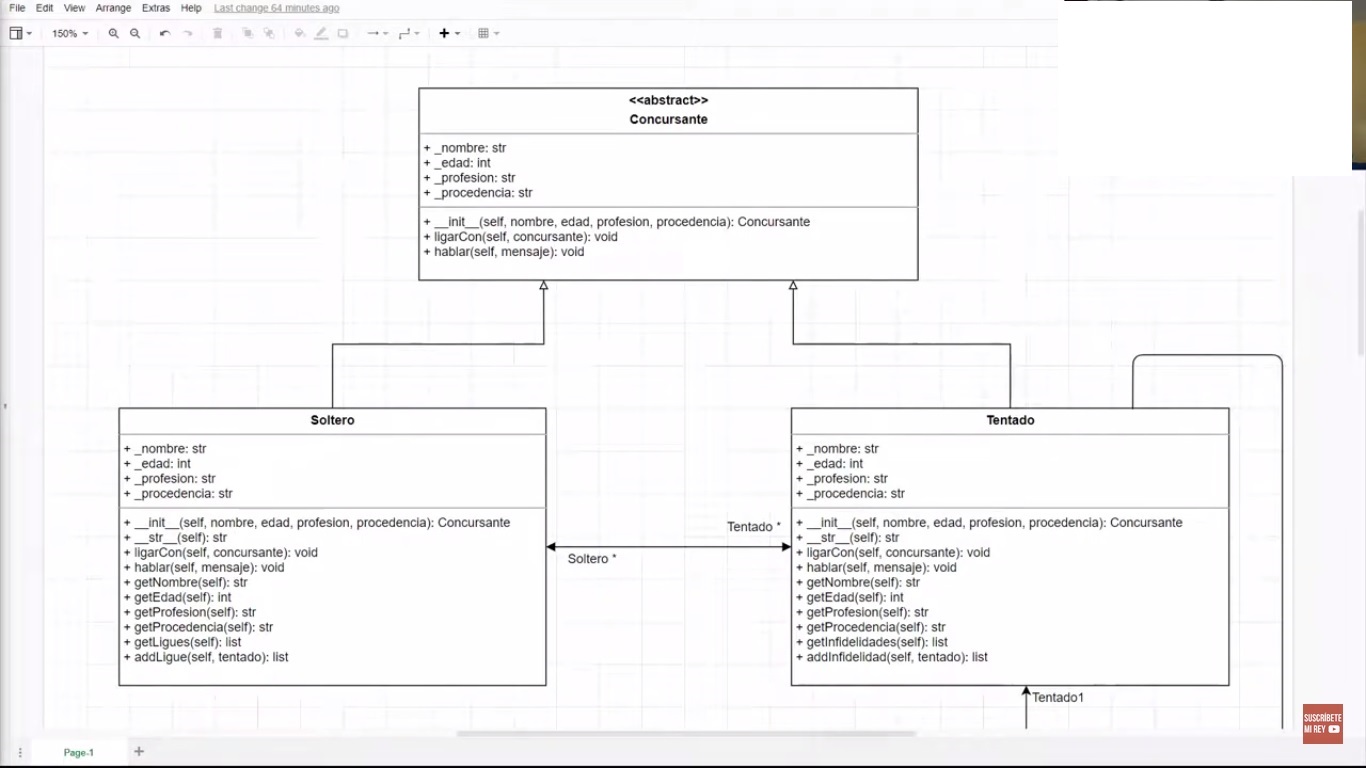 File Edit View Arrange Extras Help Last change 64 minutes ago
150%
<<abstract>>
Concursante
+ _nombre: str
+ _edad: int
+ _profesion: str
+ _procedencia: str
+ __init__(self, nombre, edad, profesion, procedencia): Concursante
+ ligarCon(self, concursante): void
+ hablar(self, mensaje): void
Soltero
+ _nombre: str
+ _edad: int
+ _profesion: str
+ _procedencia: str
+ __init__(self, nombre, edad, profesion, procedencia): Concursante
+ __str__(self): str
+ ligarCon(self, concursante): void
+ hablar(self, mensaje): void
+ getNombre(self): str
+ getEdad(self): int
+ getProfesion(self): str
+ getProcedencia(self): str
+ getLigues(self): list
+ addLigue(self, tentado): list
Tentado *
Soltero *
Tentado
+ _nombre: str
+ _edad: int
+ _profesion: str
+ _procedencia: str
+ __init__(self, nombre, edad, profesion, procedencia): Concursante
+ __str__(self): str
+ ligarCon(self, concursante): void
+ hablar(self, mensaje): void
+ getNombre(self): str
+ getEdad(self): int
+ getProfesion(self): str
+ getProcedencia(self): str
+ getInfidelidades(self): list
+ addInfidelidad(self, tentado): list
Tentado1
SUSCRÍBETE
MI REY
Page-1